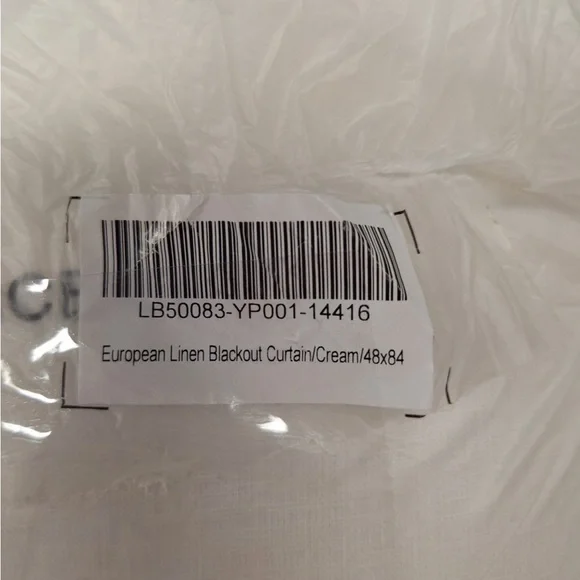 LB50083-YP001-14416
European Linen Blackout Curtain/Cream/48x84